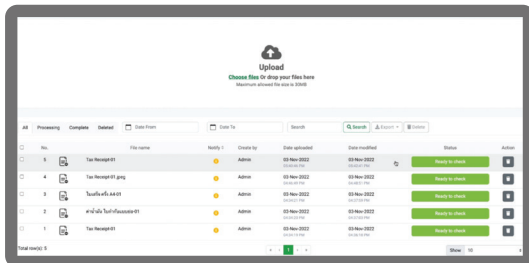 Upload
Choose files Or drop your files here
Maximum allowed file size is 30MB
All Processing Complete Deleted Date From Date To Search Search Export Delete
No. File name Notify Create by Date uploaded Date modified Status Action
5 Tax Receipt-01 Admin 03-Nov-2022 03-Nov-2022 Ready to check
4 Tax Receipt-01.jpeg Admin 03-Nov-2022 03-Nov-2022 Ready to check
3 Admin 03-Nov-2022 03-Nov-2022 Ready to check
2 Admin 03-Nov-2022 03-Nov-2022 Ready to check
1 Tax Receipt-01 Admin 03-Nov-2022 03-Nov-2022 Ready to check
Total row(s): 5 1 Show 10